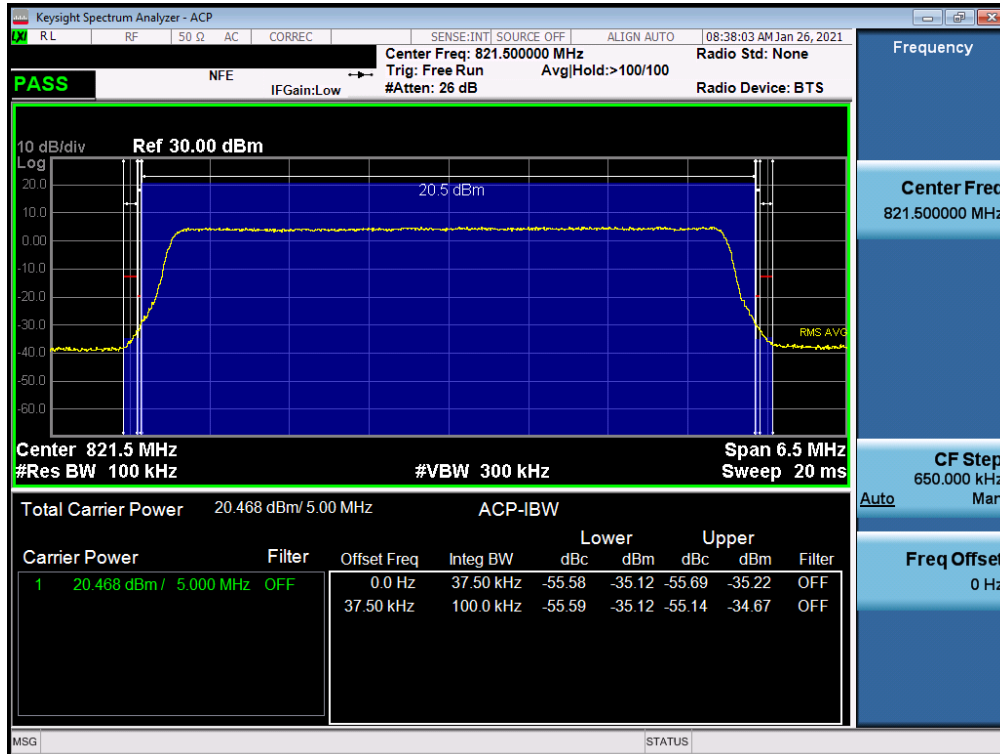 Keysight Spectrum Analyzer - ACP
LXI RL RF 50 Ω AC CORREC SENSE:INT SOURCE OFF ALIGN AUTO 08:38:03 AM Jan 26, 2021
Center Freq: 821.500000 MHz Radio Std: None
NFE Trig: Free Run Avg|Hold:>100/100
PASS
IFGain:Low #Atten: 26 dB Radio Device: BTS
10 dB/div Ref 30.00 dBm
Log
20.0
10.0
0.00
-10.0
-20.0
-30.0
-40.0
-50.0
-60.0
20.5 dBm
RMS AVG
Center 821.5 MHz Span 6.5 MHz
#Res BW 100 kHz #VBW 300 kHz Sweep 20 ms
Total Carrier Power 20.468 dBm/ 5.00 MHz ACP-IBW
Lower Upper
Carrier Power Filter Offset Freq Integ BW dBc dBm dBc dBm Filter
1 20.468 dBm / 5.000 MHz OFF 0.0 Hz 37.50 kHz -55.58 -35.12 -55.69 -35.22 OFF
37.50 kHz 100.0 kHz -55.59 -35.12 -55.14 -34.67 OFF
MSG STATUS
Frequency
Center Freq
821.500000 MHz
CF Step
650.000 kHz
Auto Man
Freq Offset
0 Hz